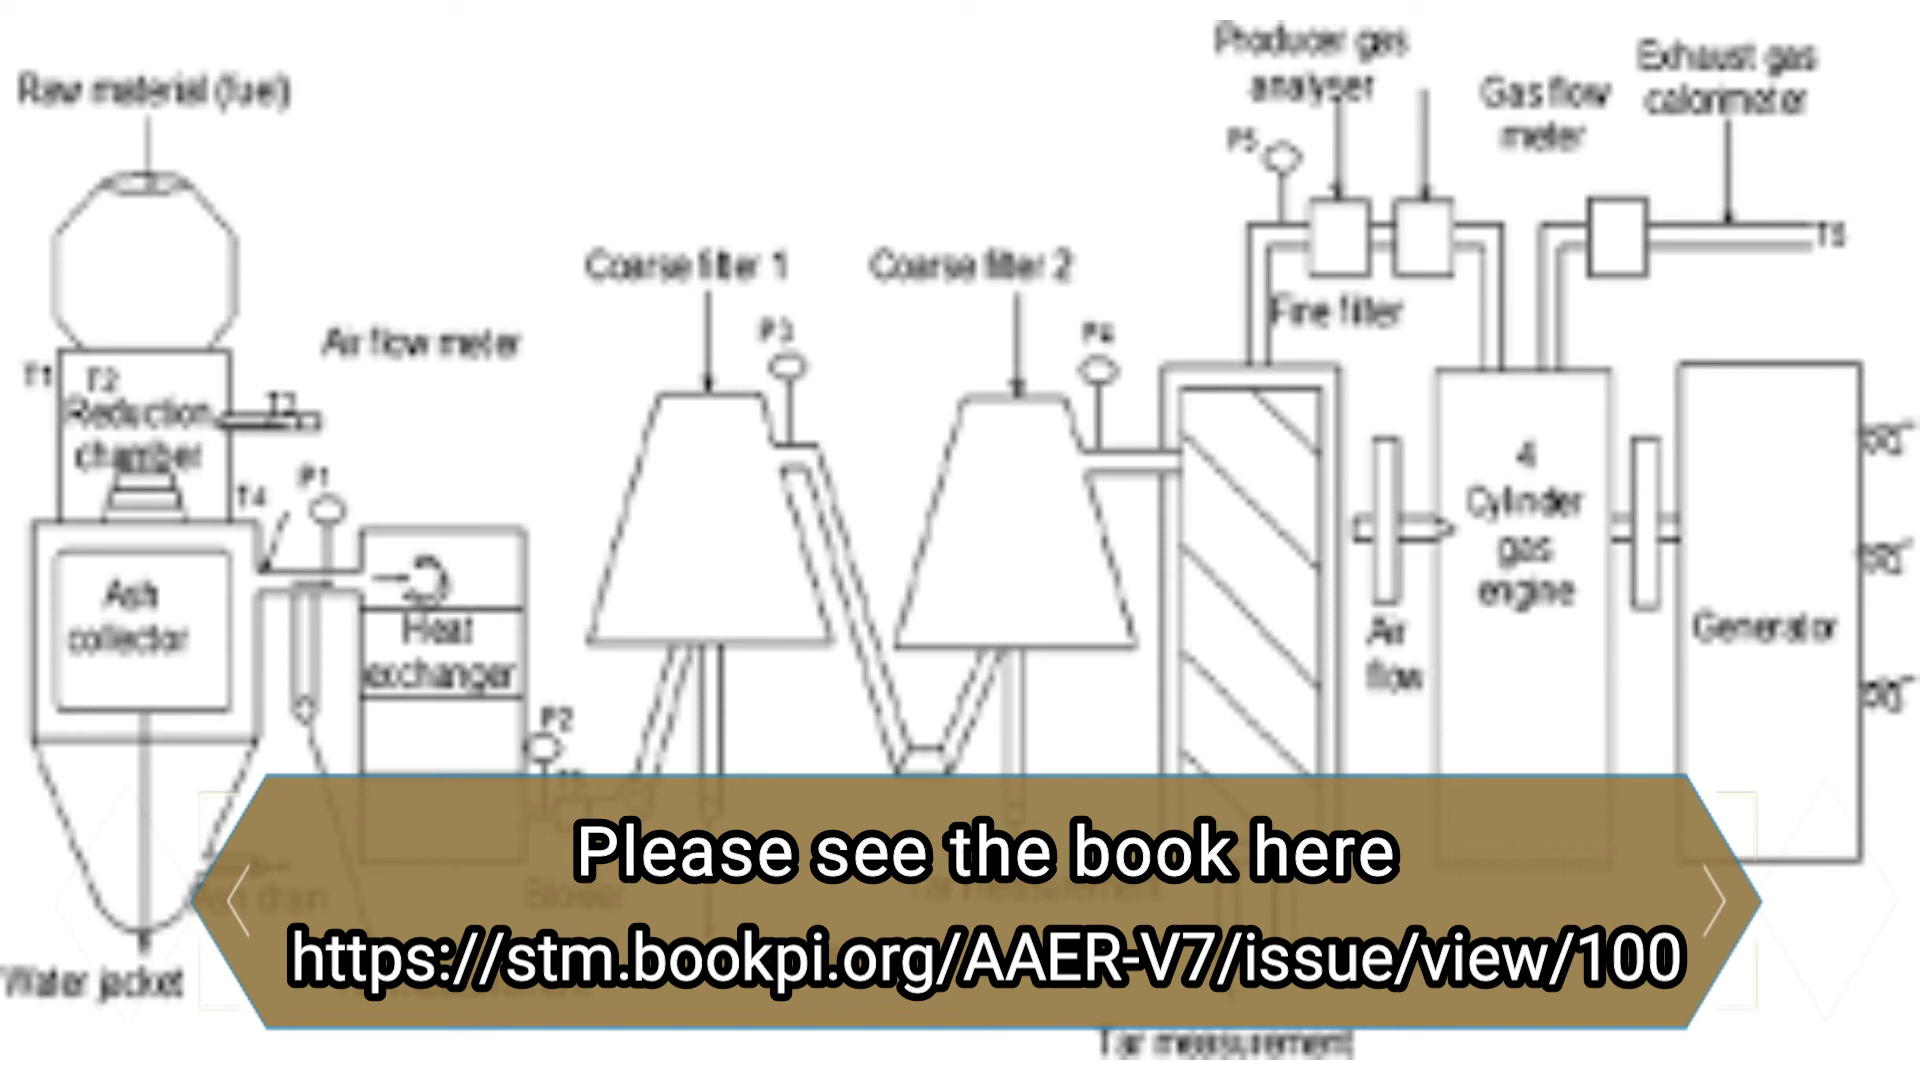 Producer gas
analyser
Exhaust gas
calorimeter
Gas flow
meter
Raw material (fuel)
P5
T5
Coarse filter 1
Coarse filter 2
Fine filter
Air flow meter
P3
P4
T1
T2
T3
Reduction
chamber
T4
P1
4
Cylinder
gas
engine
Ash
collector
Heat
exchanger
Air
flow
Generator
P2
Blower
drain
Please see the book here
https://stm.bookpi.org/AAER-V7/issue/view/100
Water jacket
Tar measurement